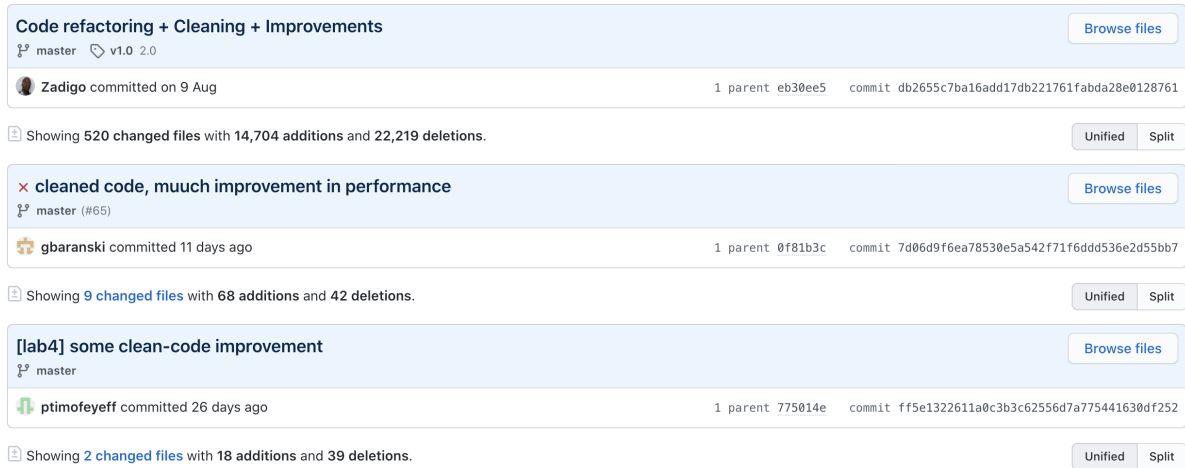 Code refactoring + Cleaning + Improvements
Browse files
master v1.0 2.0
Zadigo committed on 9 Aug 1 parent eb30ee5 commit db2655c7ba16add17db221761fabda28e0128761
Showing 520 changed files with 14,704 additions and 22,219 deletions. Unified Split
cleaned code, muuch improvement in performance
Browse files
master (#65)
gbaranski committed 11 days ago 1 parent 0f81b3c commit 7d06d9f6ea78530e5a542f71f6ddd536e2d55bb7
Showing 9 changed files with 68 additions and 42 deletions. Unified Split
[lab4] some clean-code improvement
Browse files
master
ptimofeyeff committed 26 days ago 1 parent 775014e commit ff5e1322611a0c3b3c62556d7a775441630df252
Showing 2 changed files with 18 additions and 39 deletions. Unified Split